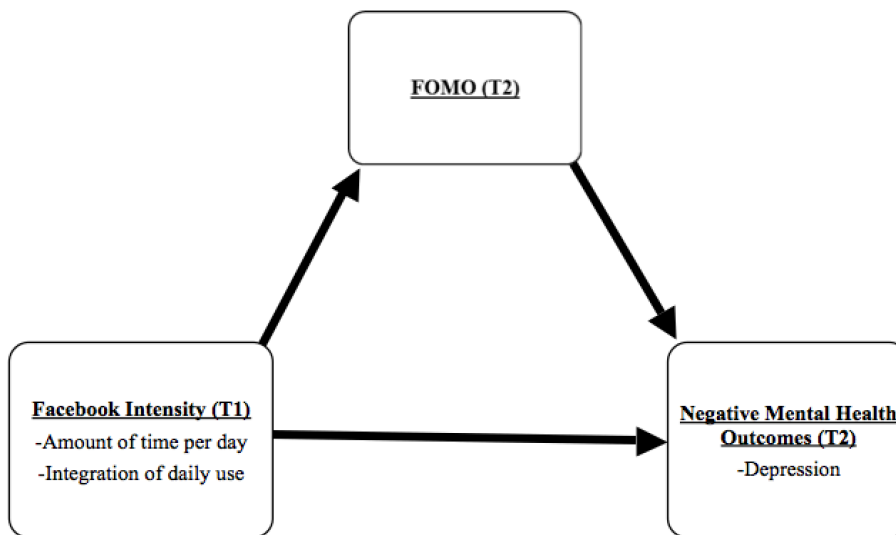 FOMO (T2)
Facebook Intensity (T1)
-Amount of time per day
-Integration of daily use
Negative Mental Health
Outcomes (T2)
-Depression